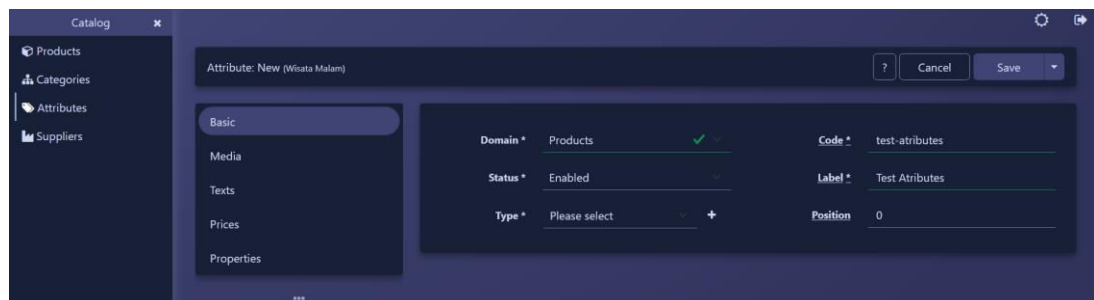 Catalog ×
Products
Categories
Attributes
Suppliers
Attribute: New (Wisata Malam)
? Cancel Save
Basic
Media
Texts
Prices
Properties
Domain * Products Code * test-atributes
Status * Enabled Label * Test Atributes
Type * Please select + Position 0